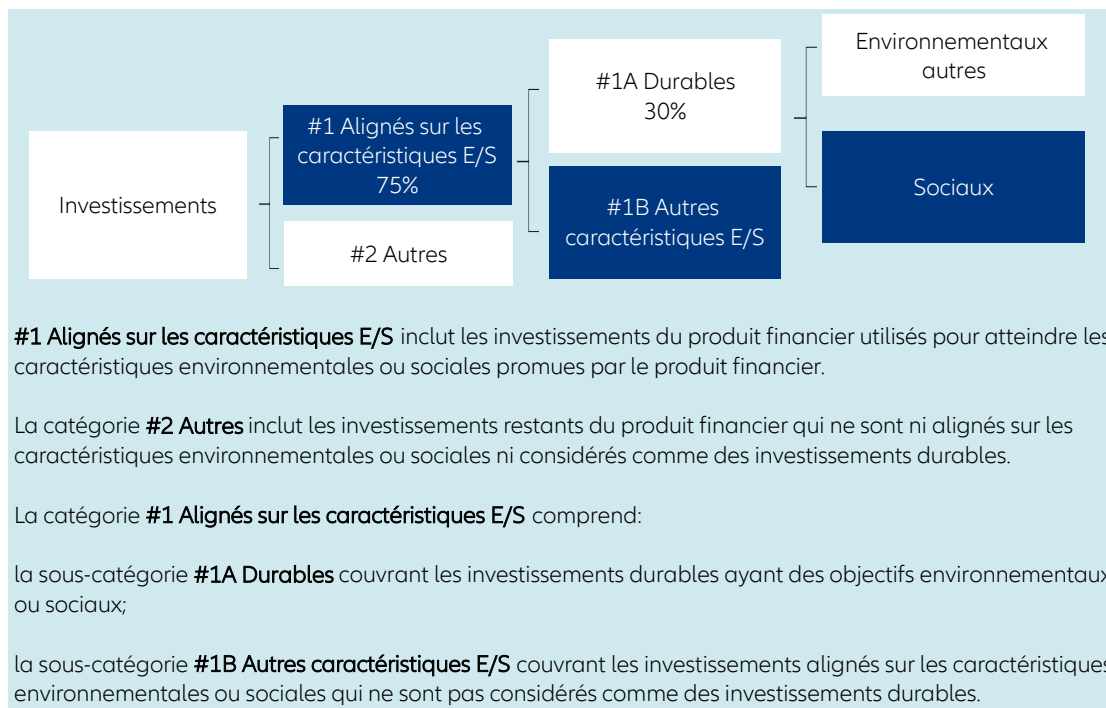 Investissements
#1 Alignés sur les
caractéristiques E/S
75%
#2 Autres
#1A Durables
30%
#1B Autres
caractéristiques E/S
Environnementaux
autres
Sociaux
#1 Alignés sur les caractéristiques E/S inclut les investissements du produit financier utilisés pour atteindre les
caractéristiques environnementales ou sociales promues par le produit financier.
La catégorie #2 Autres inclut les investissements restants du produit financier qui ne sont ni alignés sur les
caractéristiques environnementales ou sociales ni considérés comme des investissements durables.
La catégorie #1 Alignés sur les caractéristiques E/S comprend:
la sous-catégorie #1A Durables couvrant les investissements durables ayant des objectifs environnementaux
ou sociaux;
la sous-catégorie #1B Autres caractéristiques E/S couvrant les investissements alignés sur les caractéristiques
environnementales ou sociales qui ne sont pas considérés comme des investissements durables.